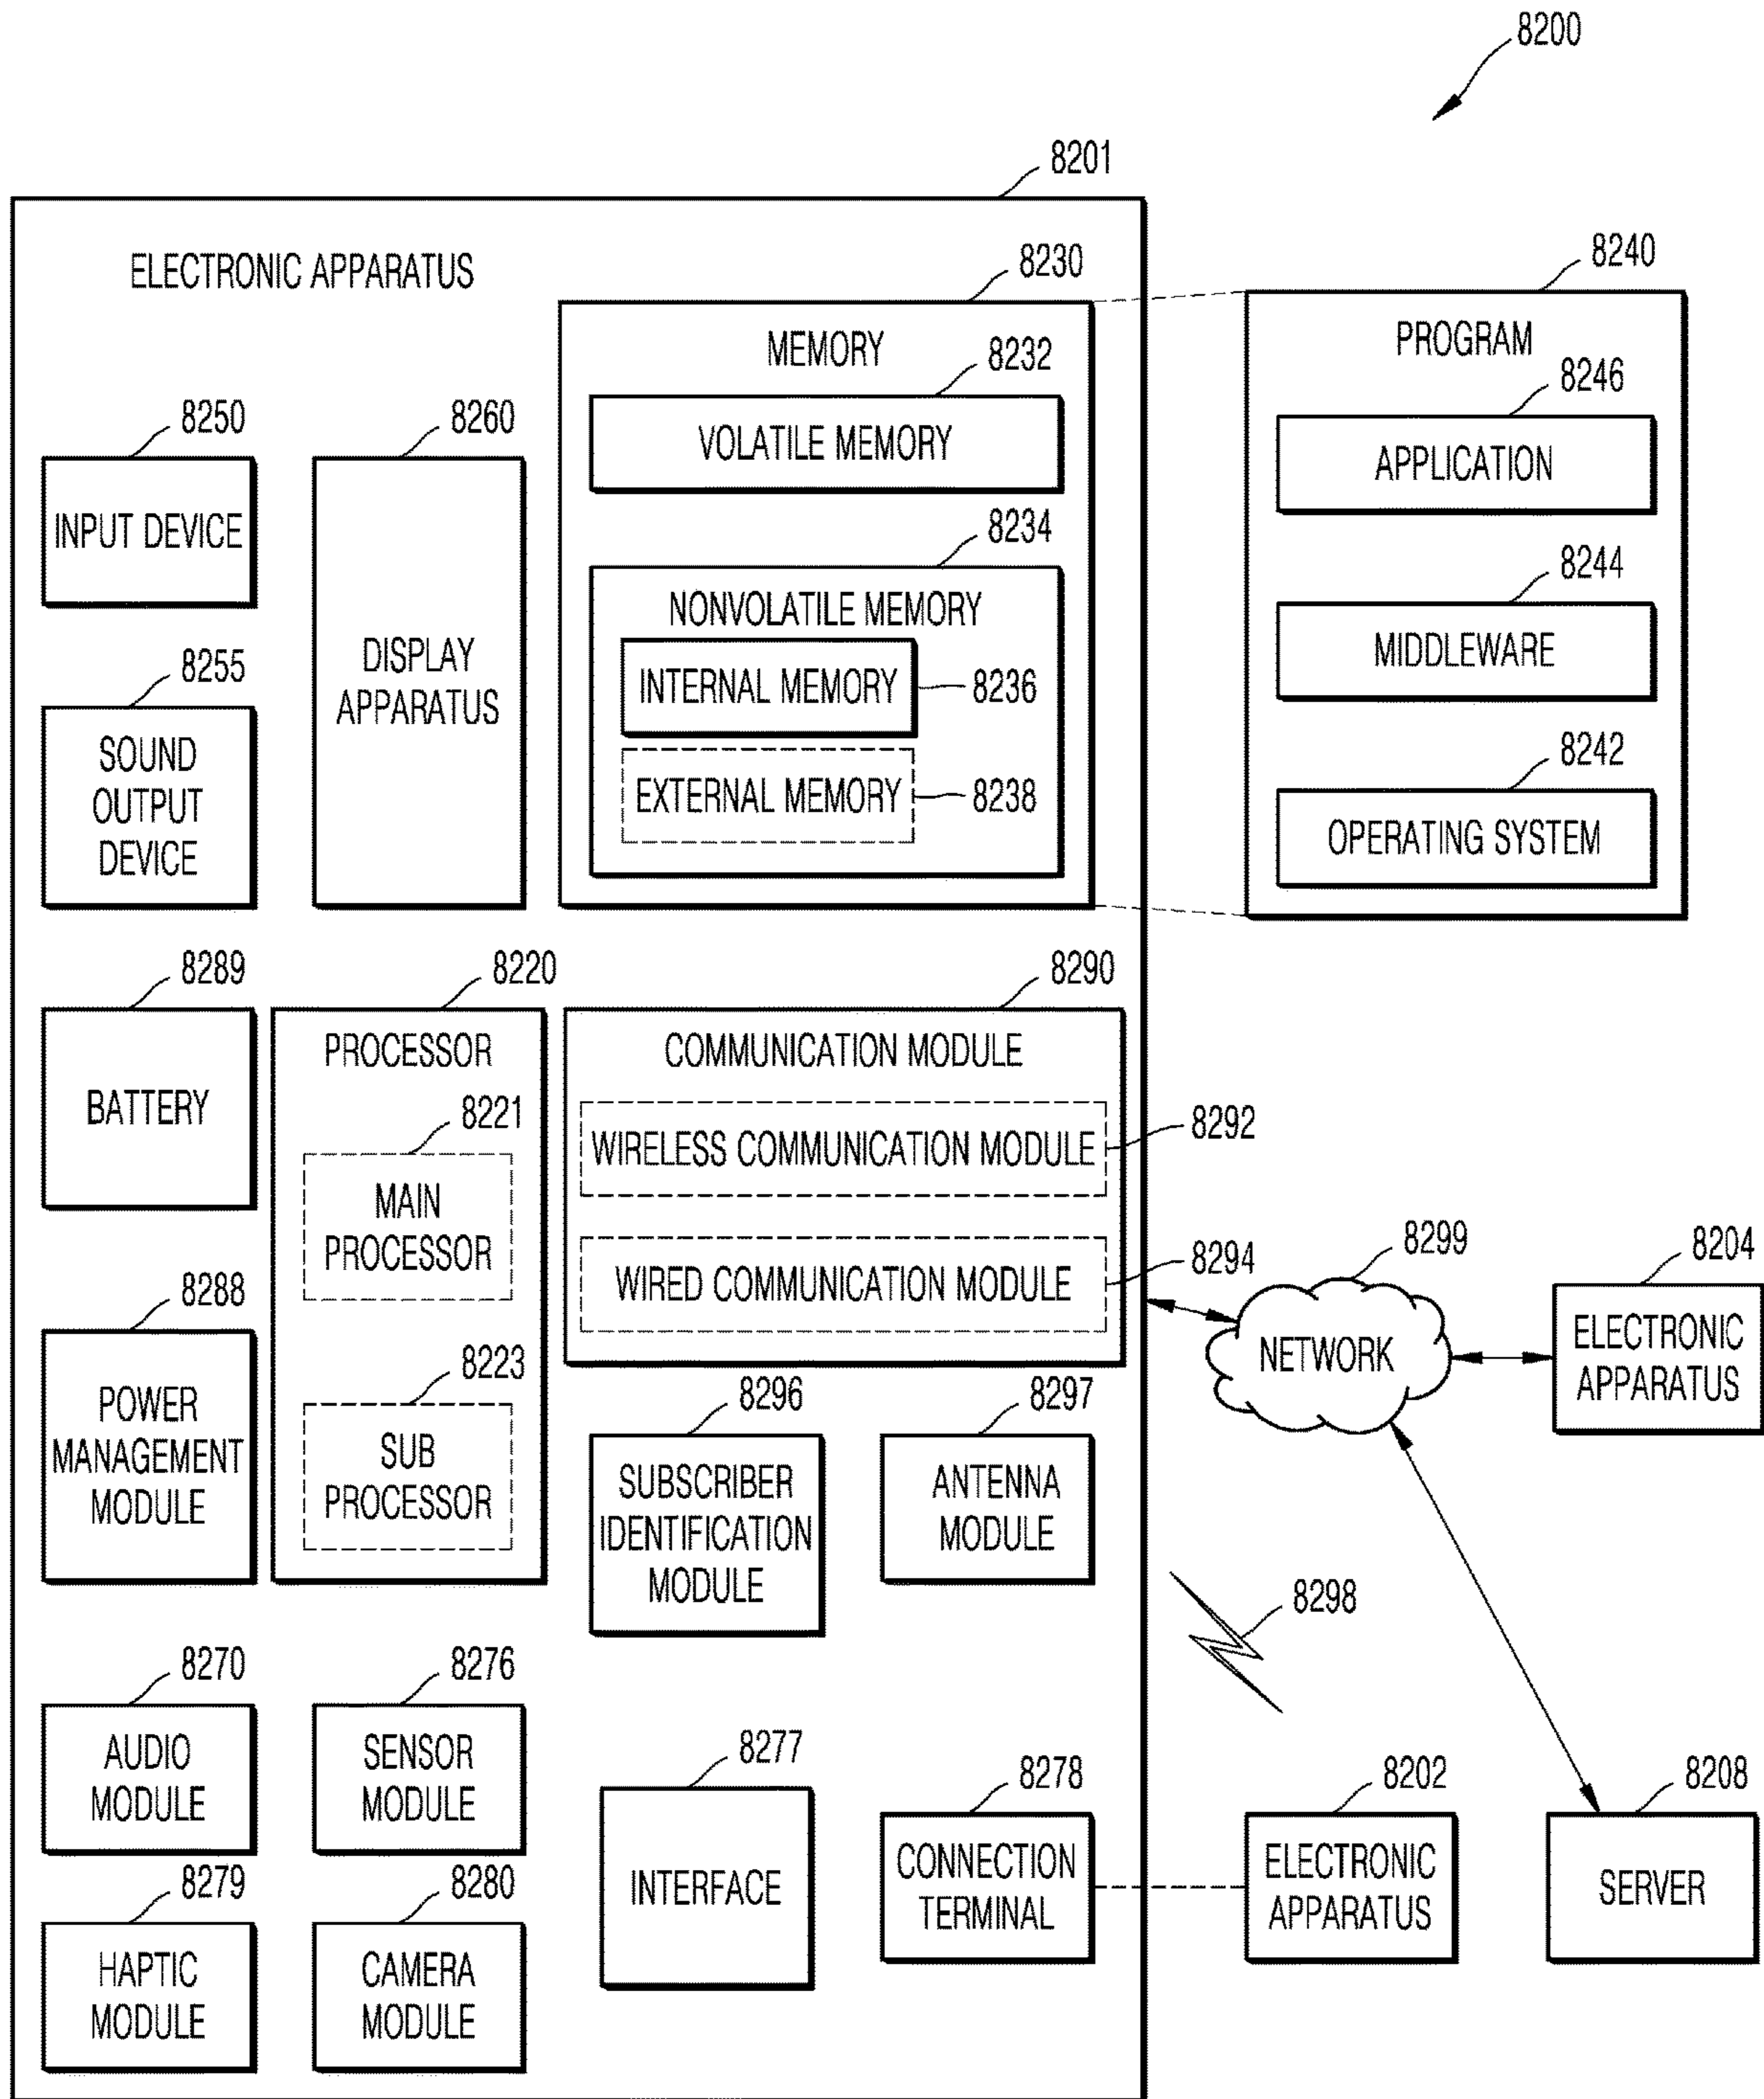 8200
8201
ELECTRONIC APPARATUS
8230
MEMORY
8232
VOLATILE MEMORY
8234
NONVOLATILE MEMORY
INTERNAL MEMORY
8236
EXTERNAL MEMORY
8238
8240
PROGRAM
8246
APPLICATION
8244
MIDDLEWARE
8242
OPERATING SYSTEM
8250
INPUT DEVICE
8260
DISPLAY
APPARATUS
8255
SOUND
OUTPUT
DEVICE
8289
BATTERY
8220
PROCESSOR
8221
MAIN
PROCESSOR
8223
SUB
PROCESSOR
8290
COMMUNICATION MODULE
WIRELESS COMMUNICATION MODULE
8292
WIRED COMMUNICATION MODULE
8294
8288
POWER
MANAGEMENT
MODULE
8296
SUBSCRIBER
IDENTIFICATION
MODULE
8297
ANTENNA
MODULE
8299
NETWORK
8204
ELECTRONIC
APPARATUS
8298
8270
AUDIO
MODULE
8276
SENSOR
MODULE
8277
INTERFACE
8278
CONNECTION
TERMINAL
8202
ELECTRONIC
APPARATUS
8208
SERVER
8279
HAPTIC
MODULE
8280
CAMERA
MODULE